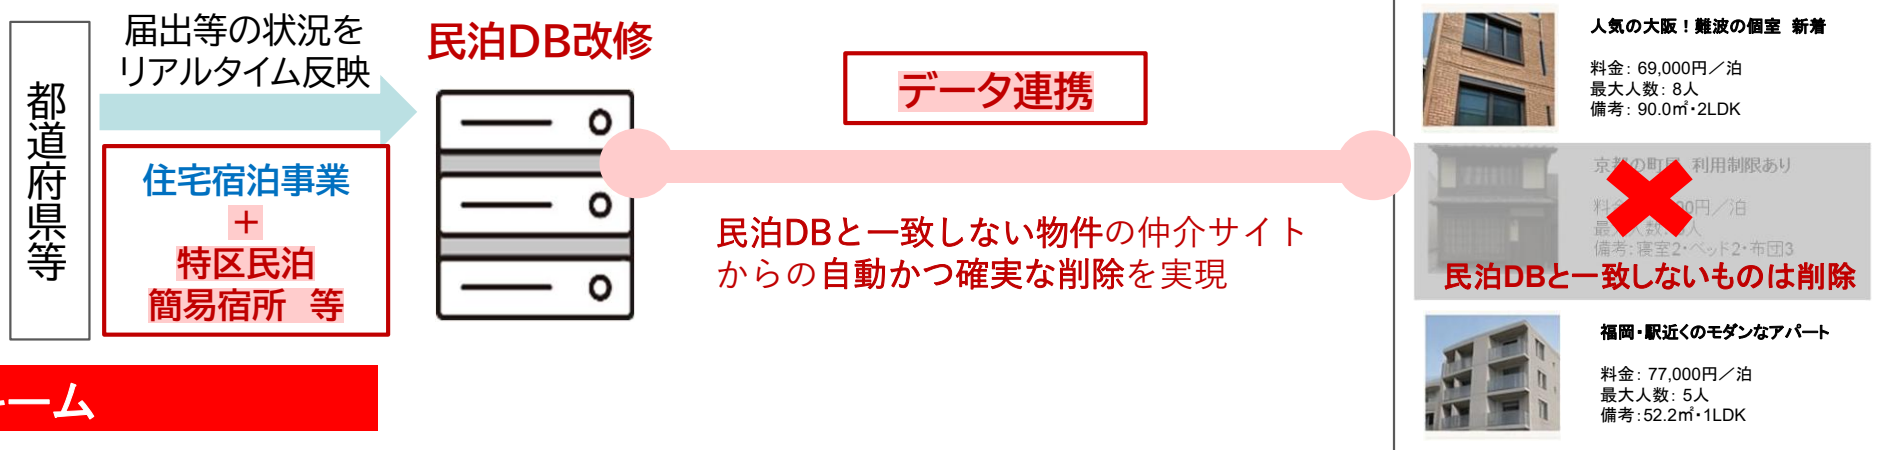 都道府県等
届出等の状況を
リアルタイム反映
住宅宿泊事業
＋
特区民泊
簡易宿所 等
民泊DB改修
データ連携
民泊DBと一致しない物件の仲介サイト
からの自動かつ確実な削除を実現
人気の大阪！難波の個室 新着
料金： 69,000円／泊
最大人数： 8人
備考： 90.0㎡・2LDK
京都の町 利用制限あり
円／泊
備考：寝室2・ベッド2・布団3
民泊DBと一致しないものは削除
福岡・駅近くのモダンなアパート
料金： 77,000円／泊
最大人数： 5人
備考：52.2㎡・1LDK
ーム